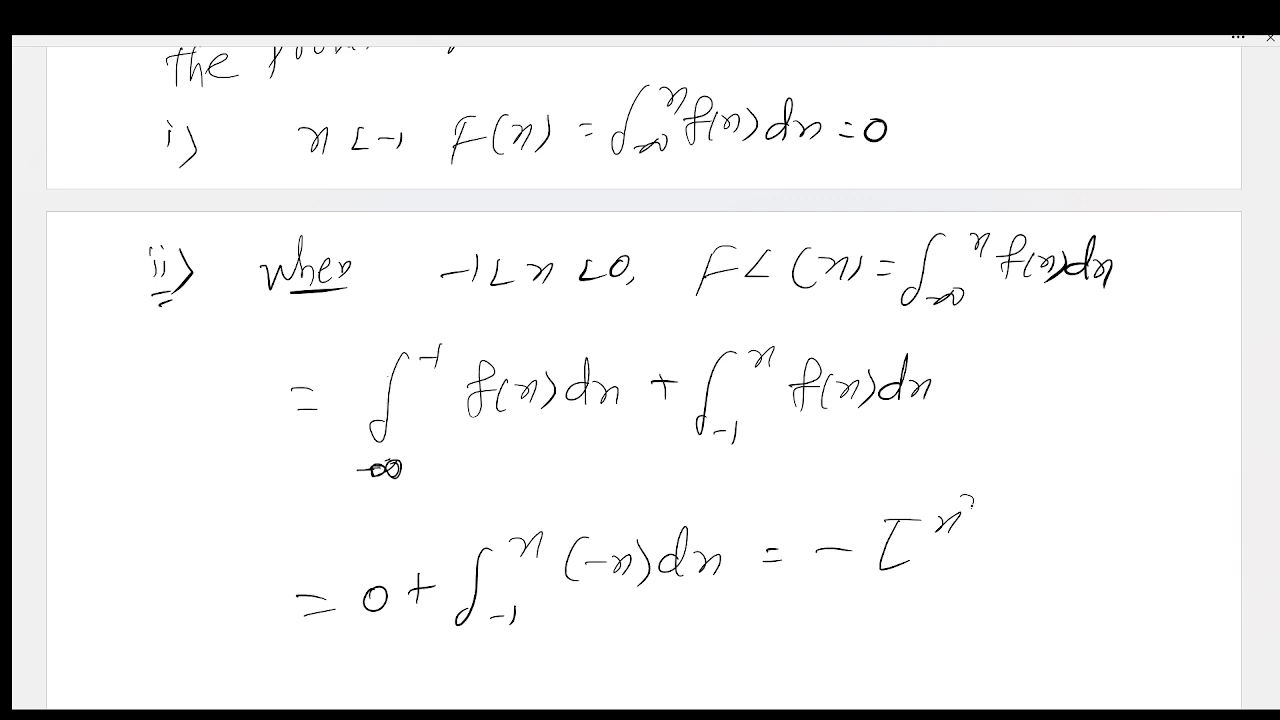 the
i) x < -1 F(x) = ∫_{-∞}^{x} f(x) dx = 0
ii) when -1 < x < 0, F< (x) = ∫_{-∞}^{x} f(x) dx
= ∫_{-∞}^{-1} f(x) dx + ∫_{-1}^{x} f(x) dx
= 0 + ∫_{-1}^{x} (-x) dx = - [ x²